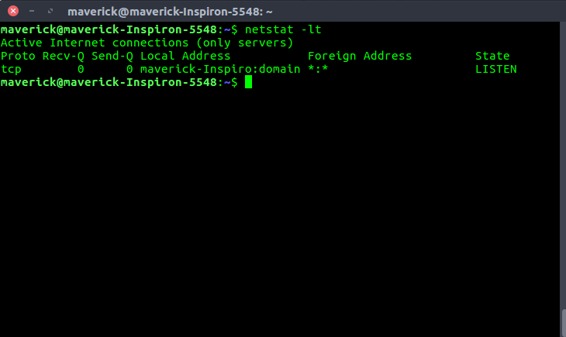 maverick@maverick-Inspiron-5548: ~
maverick@maverick-Inspiron-5548:~$ netstat -lt
Active Internet connections (only servers)
Proto Recv-Q Send-Q Local Address           Foreign Address         State
tcp        0      0 maverick-Inspiro:domain *:*                     LISTEN
maverick@maverick-Inspiron-5548:~$